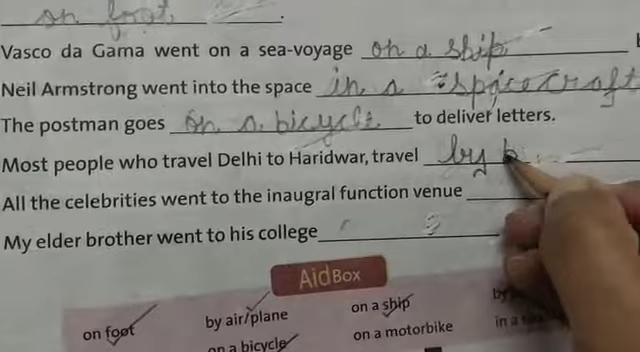 on foot.
Vasco da Gama went on a sea-voyage on a ship
Neil Armstrong went into the space in a spacecraft
The postman goes on a bicycle to deliver letters.
Most people who travel Delhi to Haridwar, travel by b
All the celebrities went to the inaugral function venue
My elder brother went to his college
AidBox
on foot by air/plane on a ship by
on a bicycle on a motorbike in a